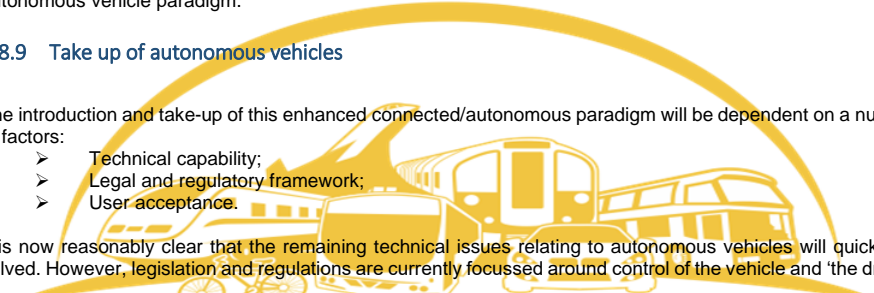 tonomous vehicle paradigm.
8.9 Take up of autonomous vehicles
e introduction and take-up of this enhanced connected/autonomous paradigm will be dependent on a nu
factors:
➢ Technical capability;
➢ Legal and regulatory framework;
➢ User acceptance.
is now reasonably clear that the remaining technical issues relating to autonomous vehicles will quick
lved. However, legislation and regulations are currently focussed around control of the vehicle and ‘the d